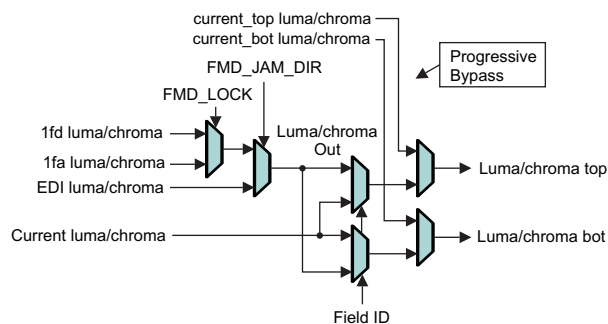 current_top luma/chroma
current_bot luma/chroma
Progressive
Bypass
FMD_JAM_DIR
FMD_LOCK
1fd luma/chroma
Luma/chroma
Out
1fa luma/chroma
Luma/chroma top
EDI luma/chroma
Current luma/chroma
Luma/chroma bot
Field ID